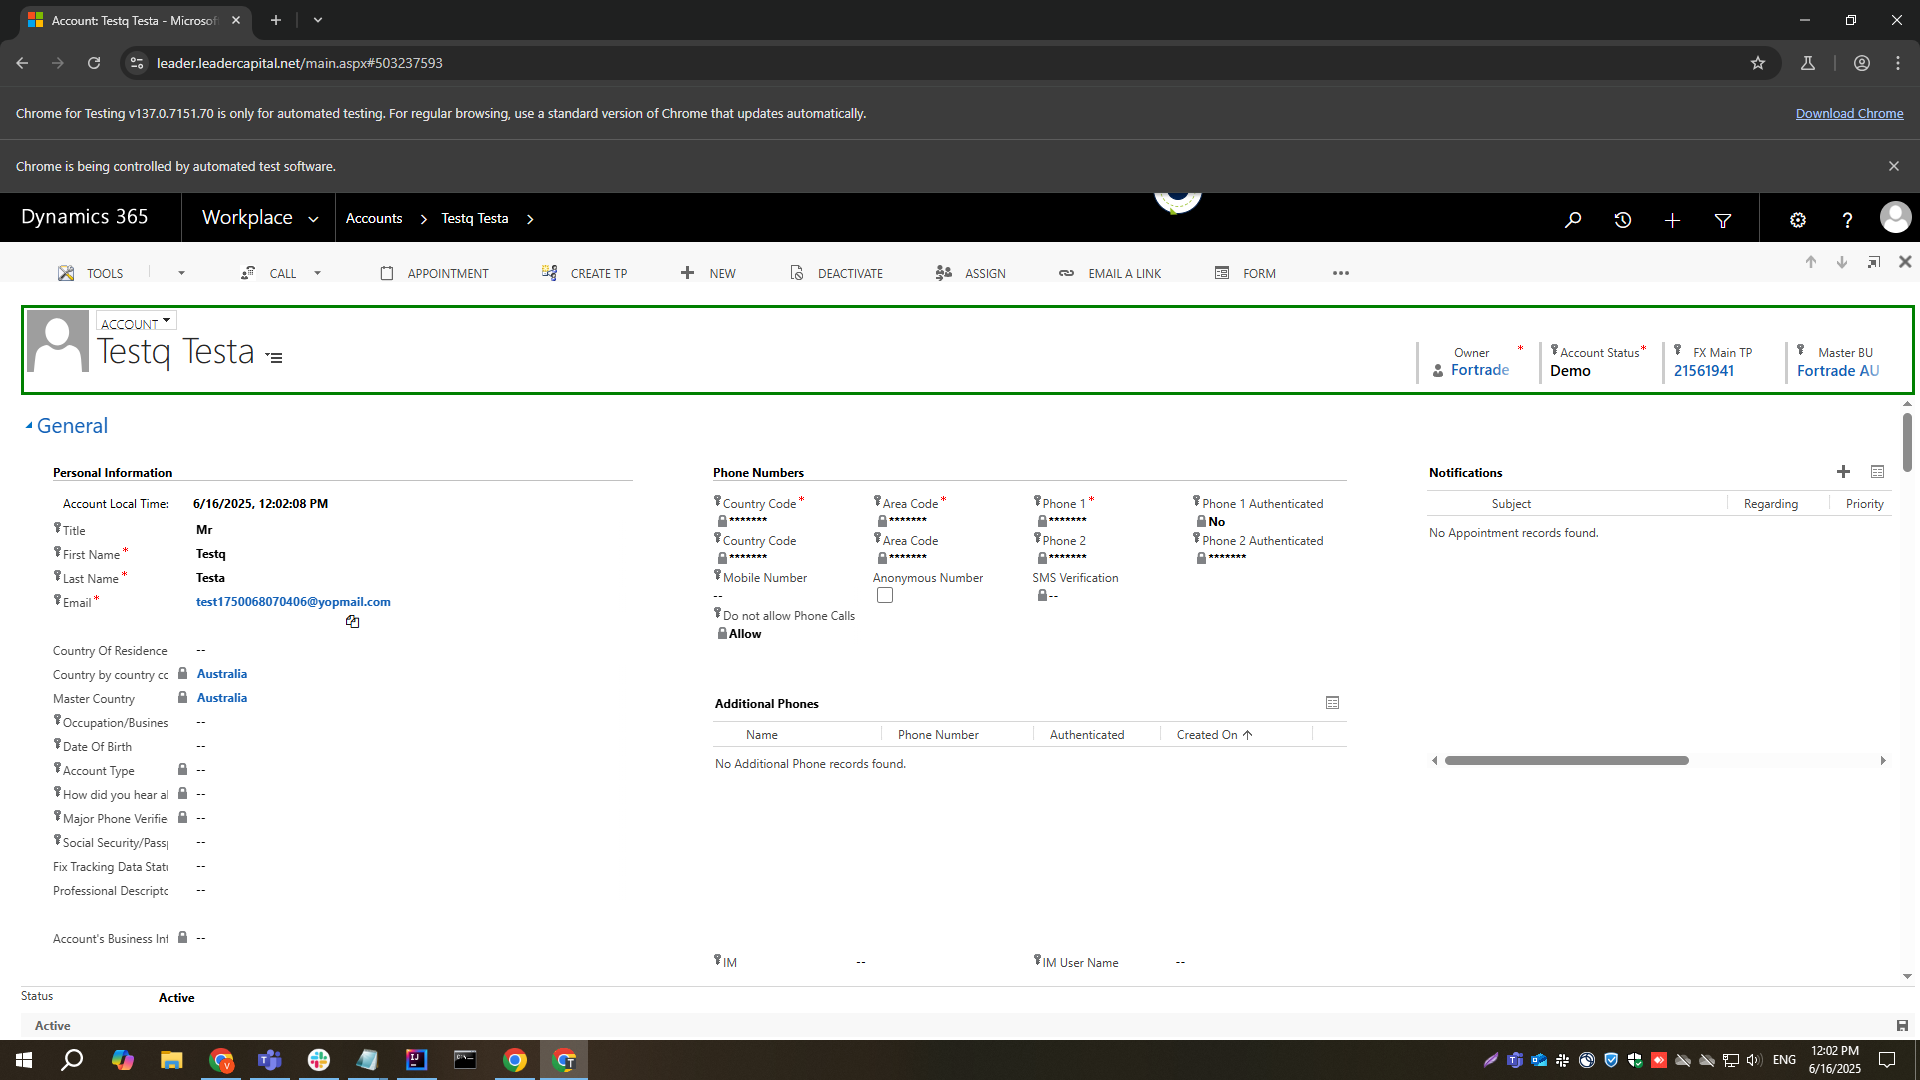 Account: Testq Testa - Microsof
leader.leadercapital.net/main.aspx#503237593
Chrome for Testing v137.0.7151.70 is only for automated testing. For regular browsing, use a standard version of Chrome that updates automatically.
Download Chrome
Chrome is being controlled by automated test software.
Dynamics 365
Workplace
Accounts
Testq Testa
TOOLS
CALL
APPOINTMENT
CREATE TP
NEW
DEACTIVATE
ASSIGN
EMAIL A LINK
FORM
ACCOUNT
Testq Testa
Owner *
Fortrade
Account Status *
Demo
FX Main TP
21561941
Master BU
Fortrade AU
General
Personal Information
Account Local Time:
6/16/2025, 12:02:08 PM
Title
Mr
First Name *
Testq
Last Name *
Testa
Email *
test1750068070406@yopmail.com
Country Of Residence
--
Country by country cc
Australia
Master Country
Australia
Occupation/Busines
--
Date Of Birth
--
Account Type
--
How did you hear al
--
Major Phone Verifie
--
Social Security/Pass
--
Fix Tracking Data Statu
--
Professional Descriptc
--
Account's Business Inf
--
Phone Numbers
Country Code * Area Code * Phone 1 * Phone 1 Authenticated
******* ******* ******* No
Country Code Area Code Phone 2 Phone 2 Authenticated
******* ******* ******* *******
Mobile Number Anonymous Number SMS Verification
-- --
Do not allow Phone Calls
Allow
Additional Phones
Name Phone Number Authenticated Created On
No Additional Phone records found.
IM -- IM User Name --
Notifications
Subject Regarding Priority
No Appointment records found.
Status
Active
Active
ENG
12:02 PM
6/16/2025